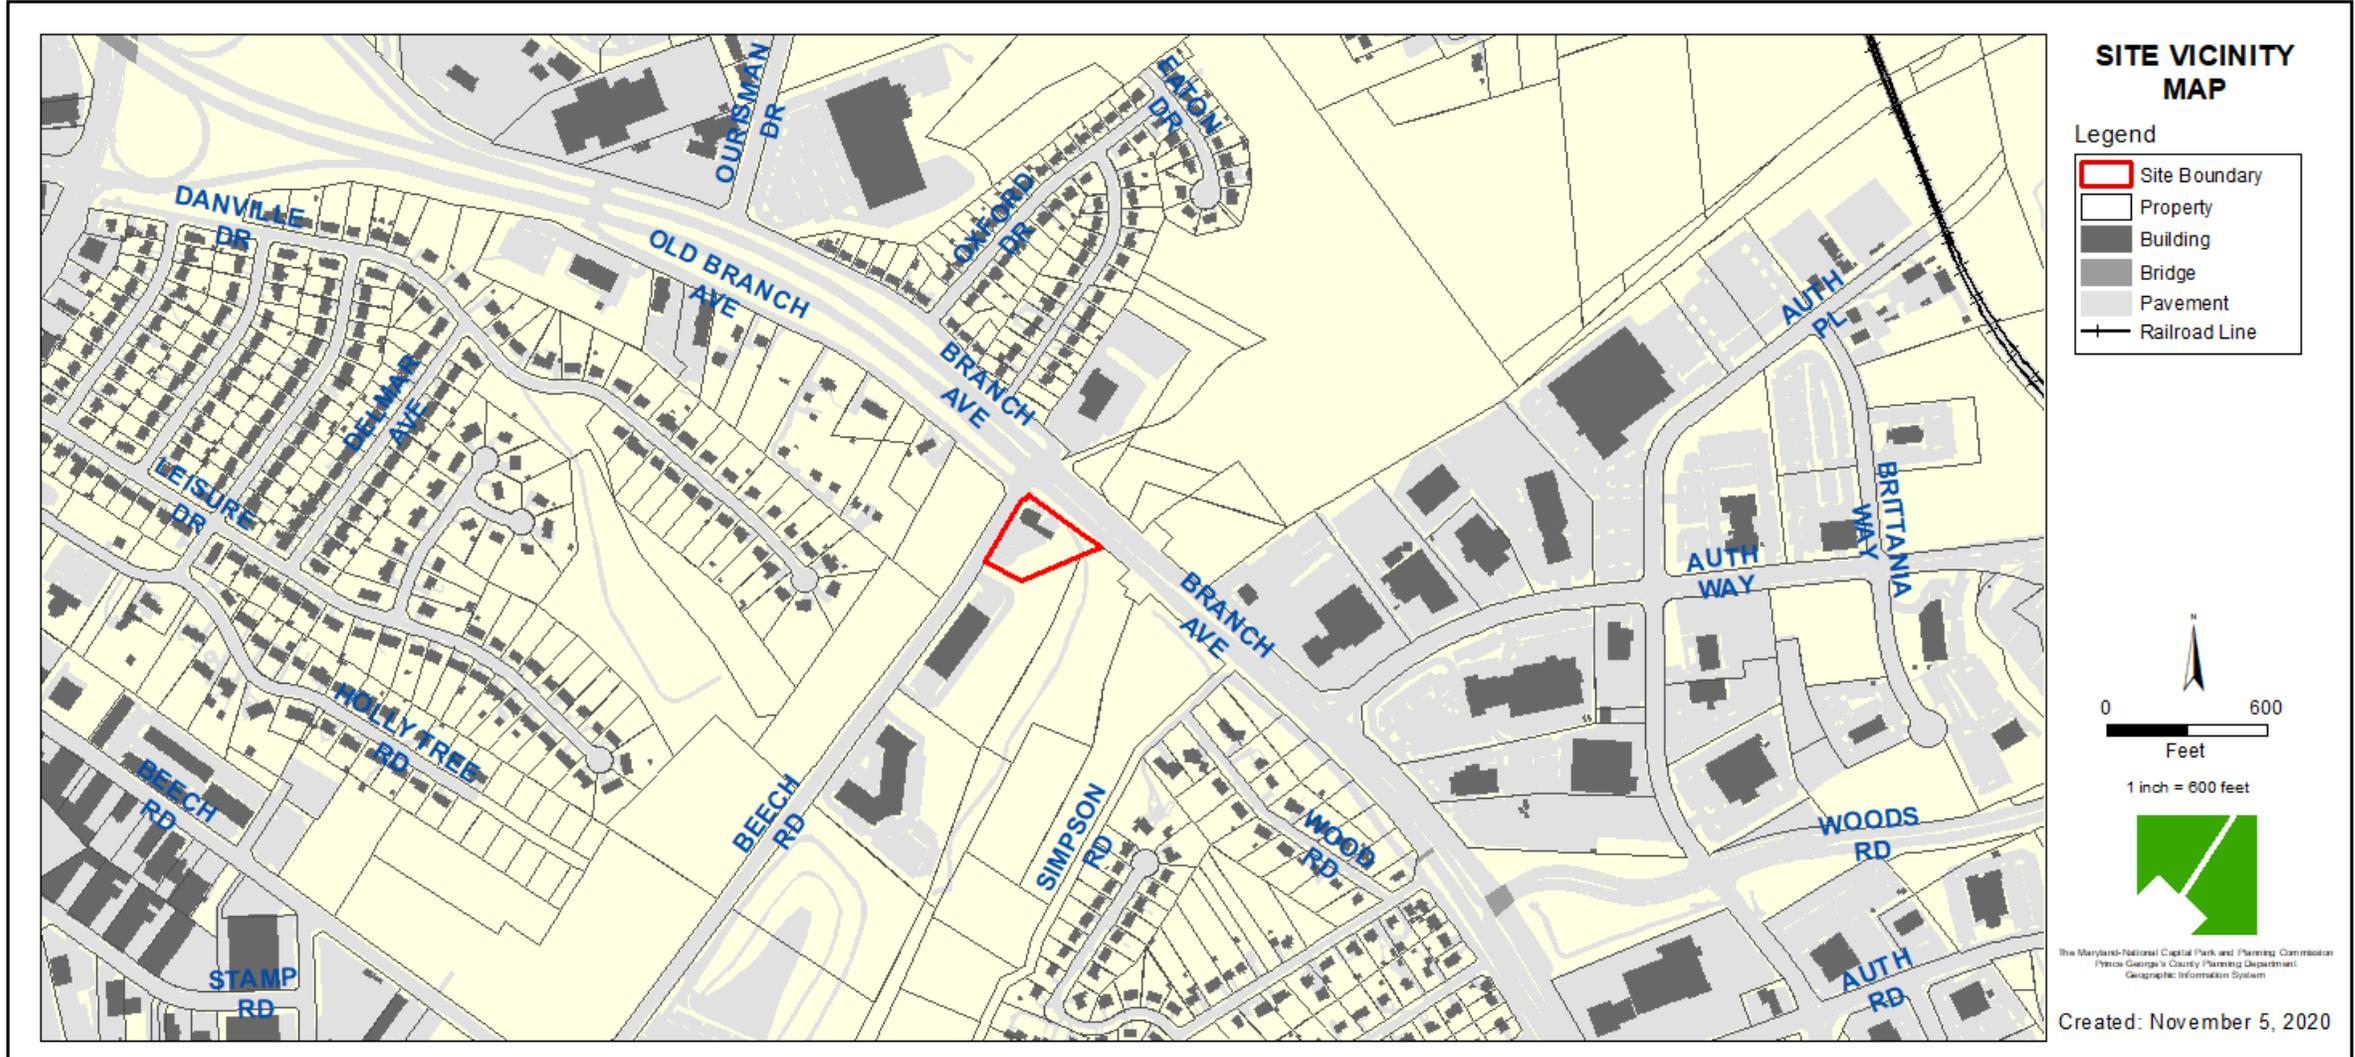 SITE VICINITY
MAP
Legend
Site Boundary
Property
Building
Bridge
Pavement
Railroad Line
N
0 600
Feet
1 inch = 600 feet
The Maryland-National Capital Park and Planning Commission
Prince George's County Planning Department
Geographic Information System
Created: November 5, 2020
OURISMAN
DR
EATON
DR
DANVILLE
DR
OXFORD
DR
OLD BRANCH
AVE
AUTH
PL
BRANCH
AVE
DELMAR
AVE
LEISURE
DR
BRITTANIA
WAY
AUTH
WAY
BRANCH
AVE
HOLLY TREE
RD
BEECH
RD
BEECH
RD
SIMPSON
RD
WOOD
RD
WOODS
RD
STAMP
RD
AUTH
RD